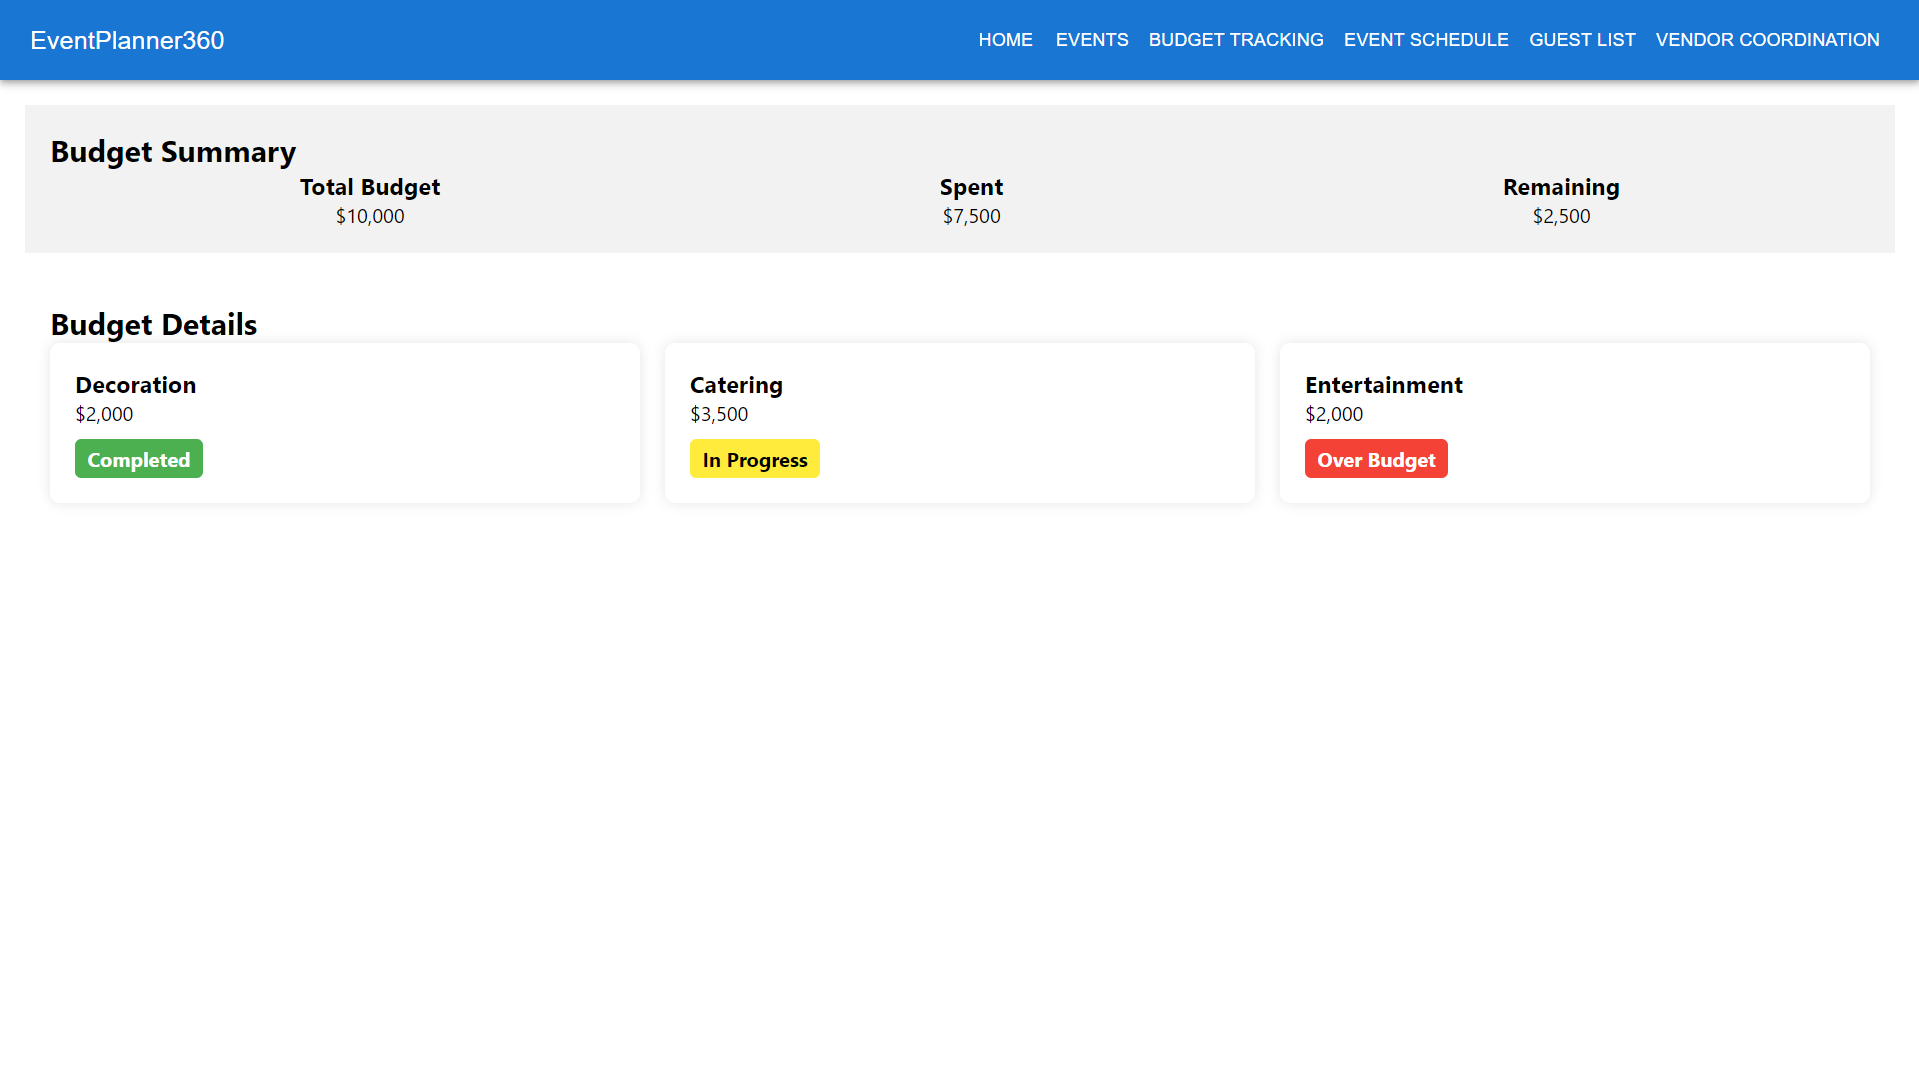 EventPlanner360
HOME EVENTS BUDGET TRACKING EVENT SCHEDULE GUEST LIST VENDOR COORDINATION
Budget Summary
Total Budget
$10,000
Spent
$7,500
Remaining
$2,500
Budget Details
Decoration
$2,000
Completed
Catering
$3,500
In Progress
Entertainment
$2,000
Over Budget